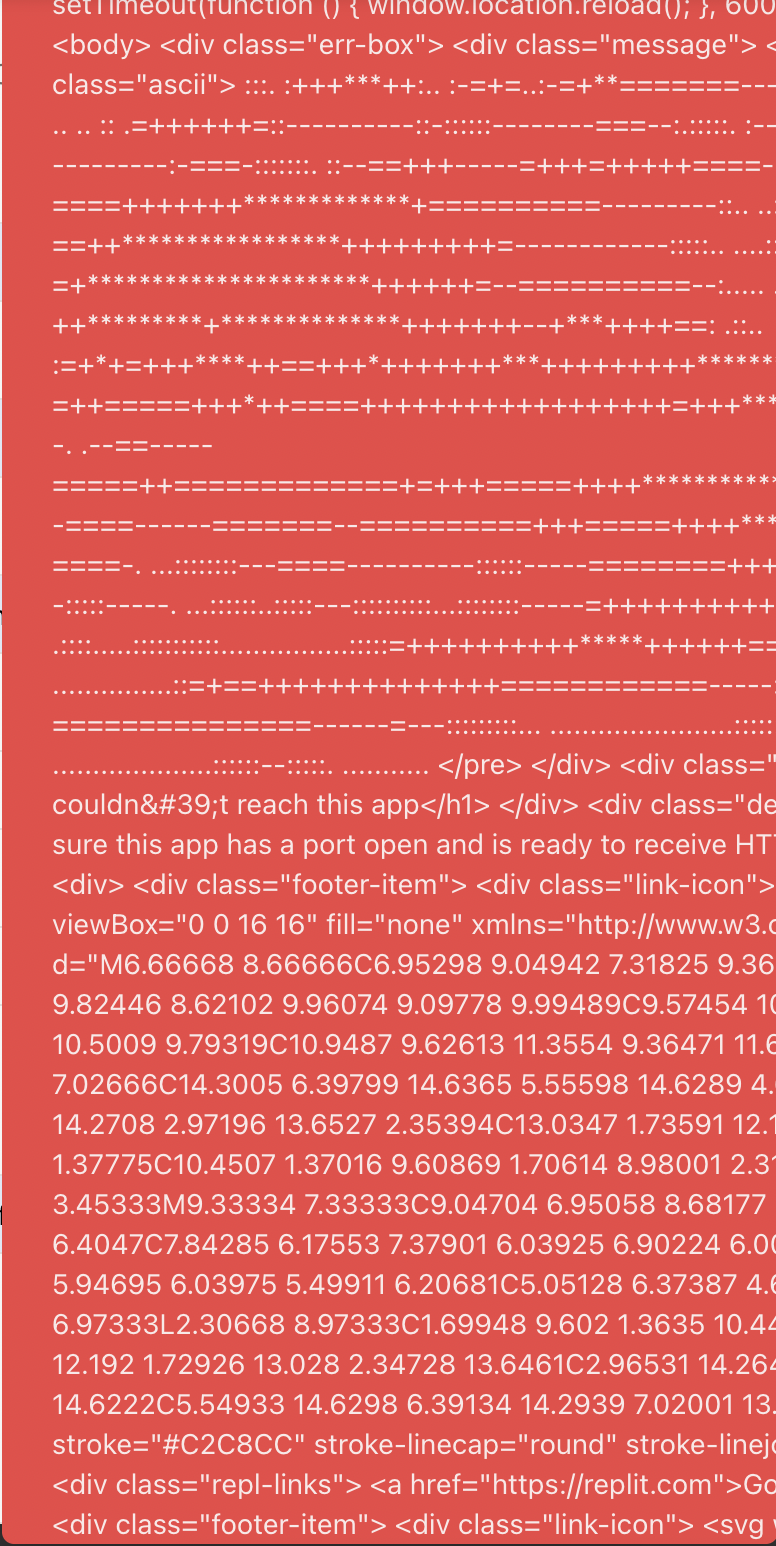 setTimeout(function () { window.location.reload(); }, 600
<body> <div class="err-box"> <div class="message"> <
class="ascii"> :::. :+++***++:.. :-=+=..:-=+**=======---
.. .. :: .=++++++=::----------::-::::::--------===--:.:::::. :--
---------:-===-:::::::. ::--==+++-----=+++=+++++====-
====+++++++*************+==========---------::.. ..:
==++*****************+++++++++=------------:::::.. ....::
=+**********************++++++=--==========--:..... .
++*********+**************+++++++--+***++++==: .::..
:=+*+=+++****++==+++*+++++++***+++++++++******
=++=====+++*++====++++++++++++++++++=+++***
-. .--==-----
=====++=============+=+++=====++++**********
-====------=======--==========+++=====++++***
====-. ...::::::::---====----------::::::-----========+++
-:::::-----. ...::::::..:::::---::::::::::...::::::::-----=++++++++++
.::::.....:::::::::::...............:::::=++++++++++*****++++++==
...............::=+==++++++++++++++============-----=
===============------=---:::::::::... .......................:::::
....................::::::--:::::. ........... </pre> </div> <div class="
couldn&#39;t reach this app</h1> </div> <div class="de
sure this app has a port open and is ready to receive HT
<div> <div class="footer-item"> <div class="link-icon">
viewBox="0 0 16 16" fill="none" xmlns="http://www.w3.o
d="M6.66668 8.66666C6.95298 9.04942 7.31825 9.36
9.82446 8.62102 9.96074 9.09778 9.99489C9.57454 10
10.5009 9.79319C10.9487 9.62613 11.3554 9.36471 11.6
7.02666C14.3005 6.39799 14.6365 5.55598 14.6289 4.
14.2708 2.97196 13.6527 2.35394C13.0347 1.73591 12.1
1.37775C10.4507 1.37016 9.60869 1.70614 8.98001 2.31
3.45333M9.33334 7.33333C9.04704 6.95058 8.68177
6.4047C7.84285 6.17553 7.37901 6.03925 6.90224 6.00
5.94695 6.03975 5.49911 6.20681C5.05128 6.37387 4.6
6.97333L2.30668 8.97333C1.69948 9.602 1.3635 10.44
12.192 1.72926 13.028 2.34728 13.6461C2.96531 14.264
14.6222C5.54933 14.6298 6.39134 14.2939 7.02001 13.
stroke="#C2C8CC" stroke-linecap="round" stroke-linejo
<div class="repl-links"> <a href="https://replit.com">Go
<div class="footer-item"> <div class="link-icon"> <svg